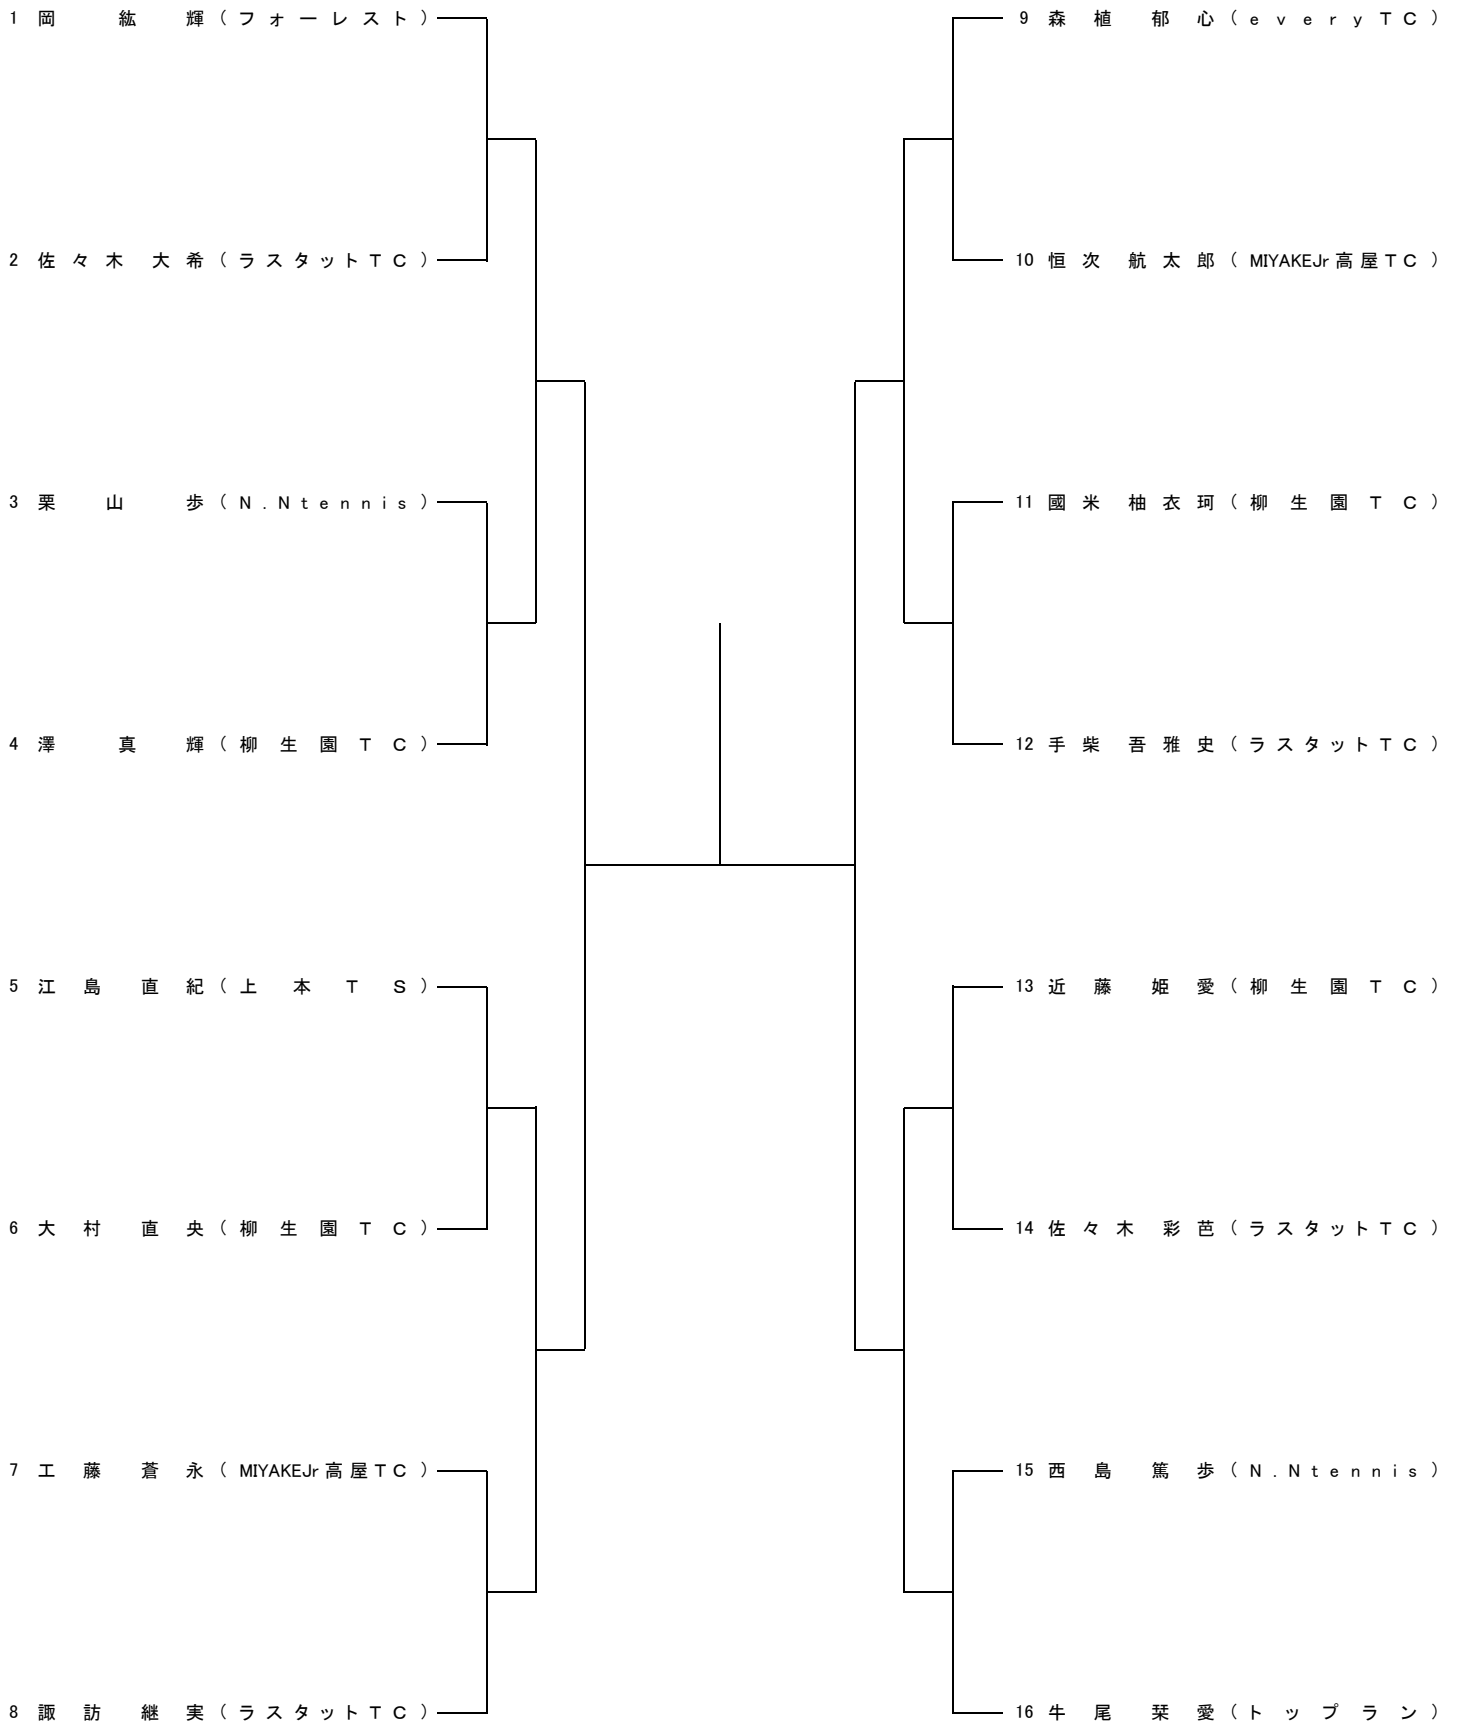 1 岡 紘 輝 ( フォーレスト )
2 佐々木 大希 ( ラスタットTC )
3 栗山 歩 ( N.Ntennis )
4 澤 真輝 ( 柳生園TC )
5 江島 直紀 ( 上本TS )
6 大村 直央 ( 柳生園TC )
7 工藤 蒼永 ( MIYAKEJr高屋TC )
8 諏訪 継実 ( ラスタットTC )
9 森植 郁心 ( everyTC )
10 恒次 航太郎 ( MIYAKEJr高屋TC )
11 國米 柚衣珂 ( 柳生園TC )
12 手柴 吾雅史 ( ラスタットTC )
13 近藤 姫愛 ( 柳生園TC )
14 佐々木 彩芭 ( ラスタットTC )
15 西島 篤歩 ( N.Ntennis )
16 牛尾 栞愛 ( トップラン )